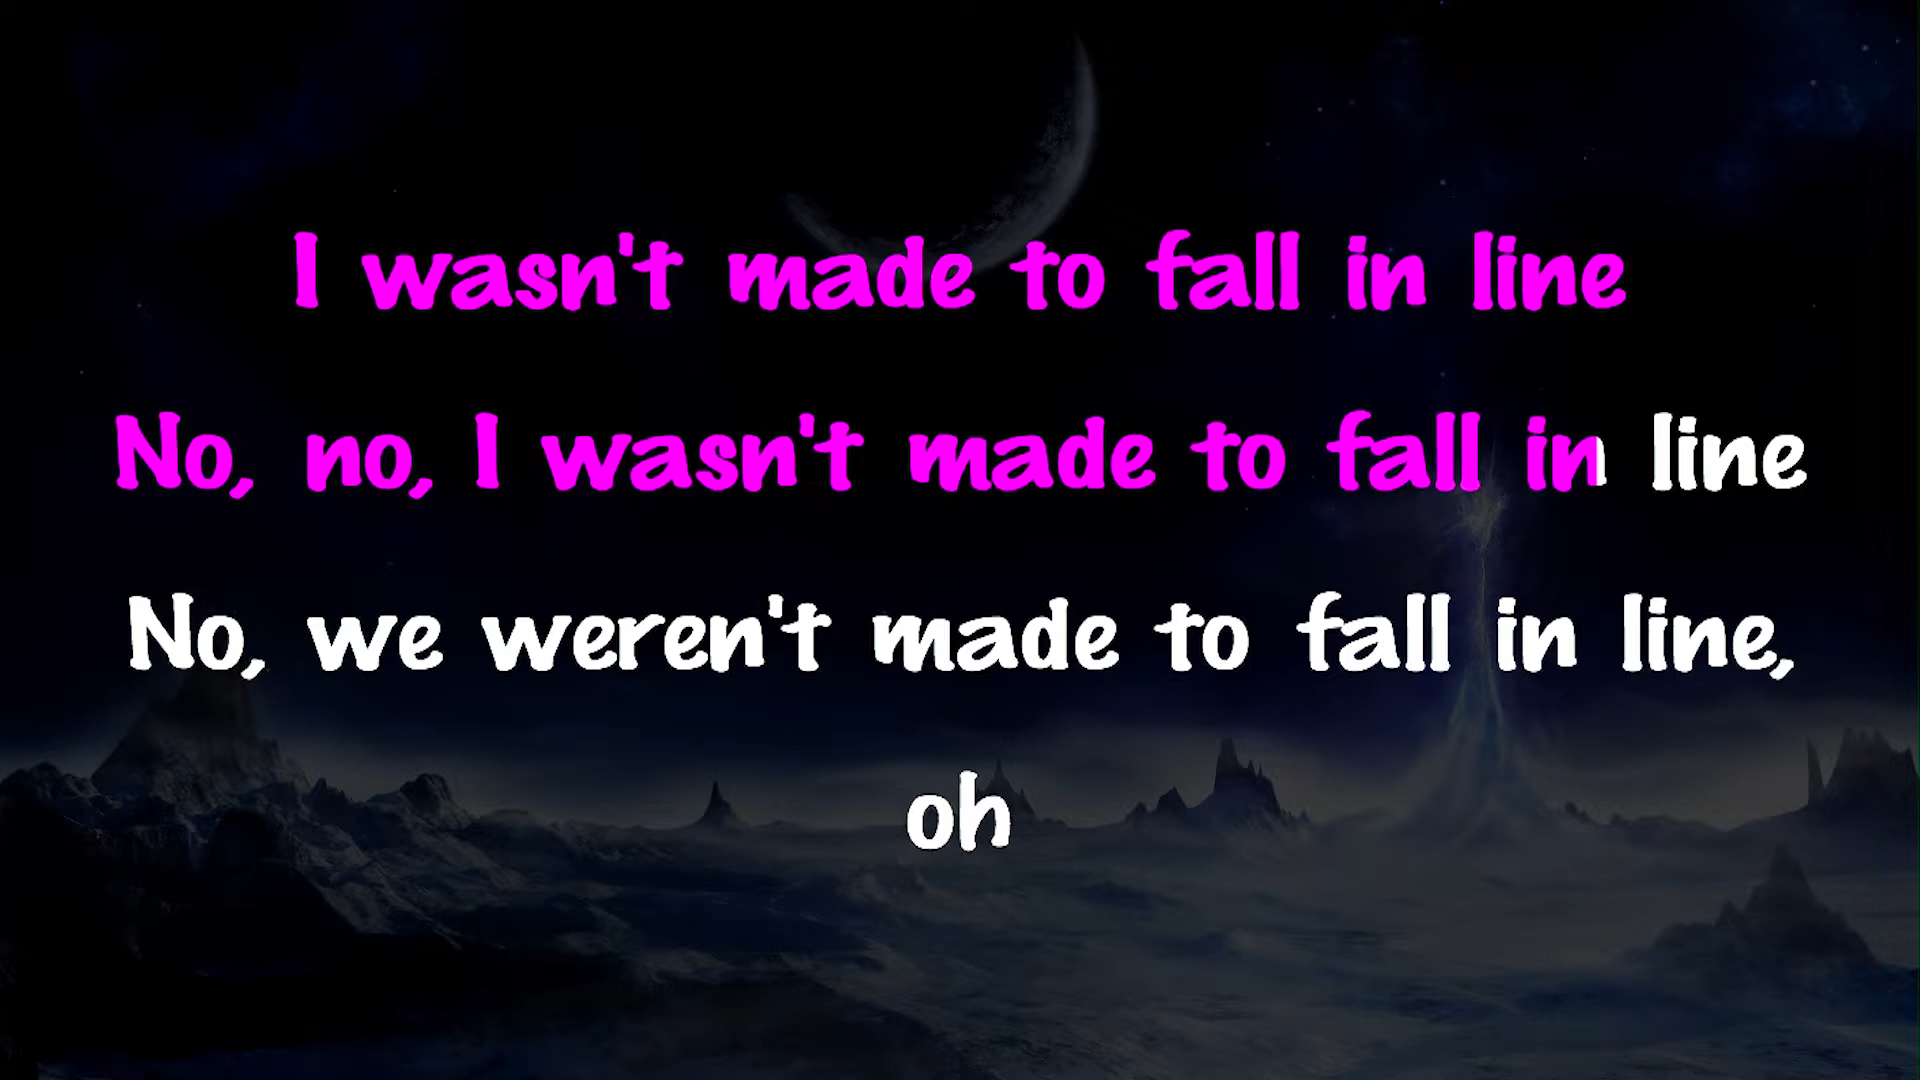 I wasn't made to fall in line
No, no, I wasn't made to fall in line
No, we weren't made to fall in line,
oh